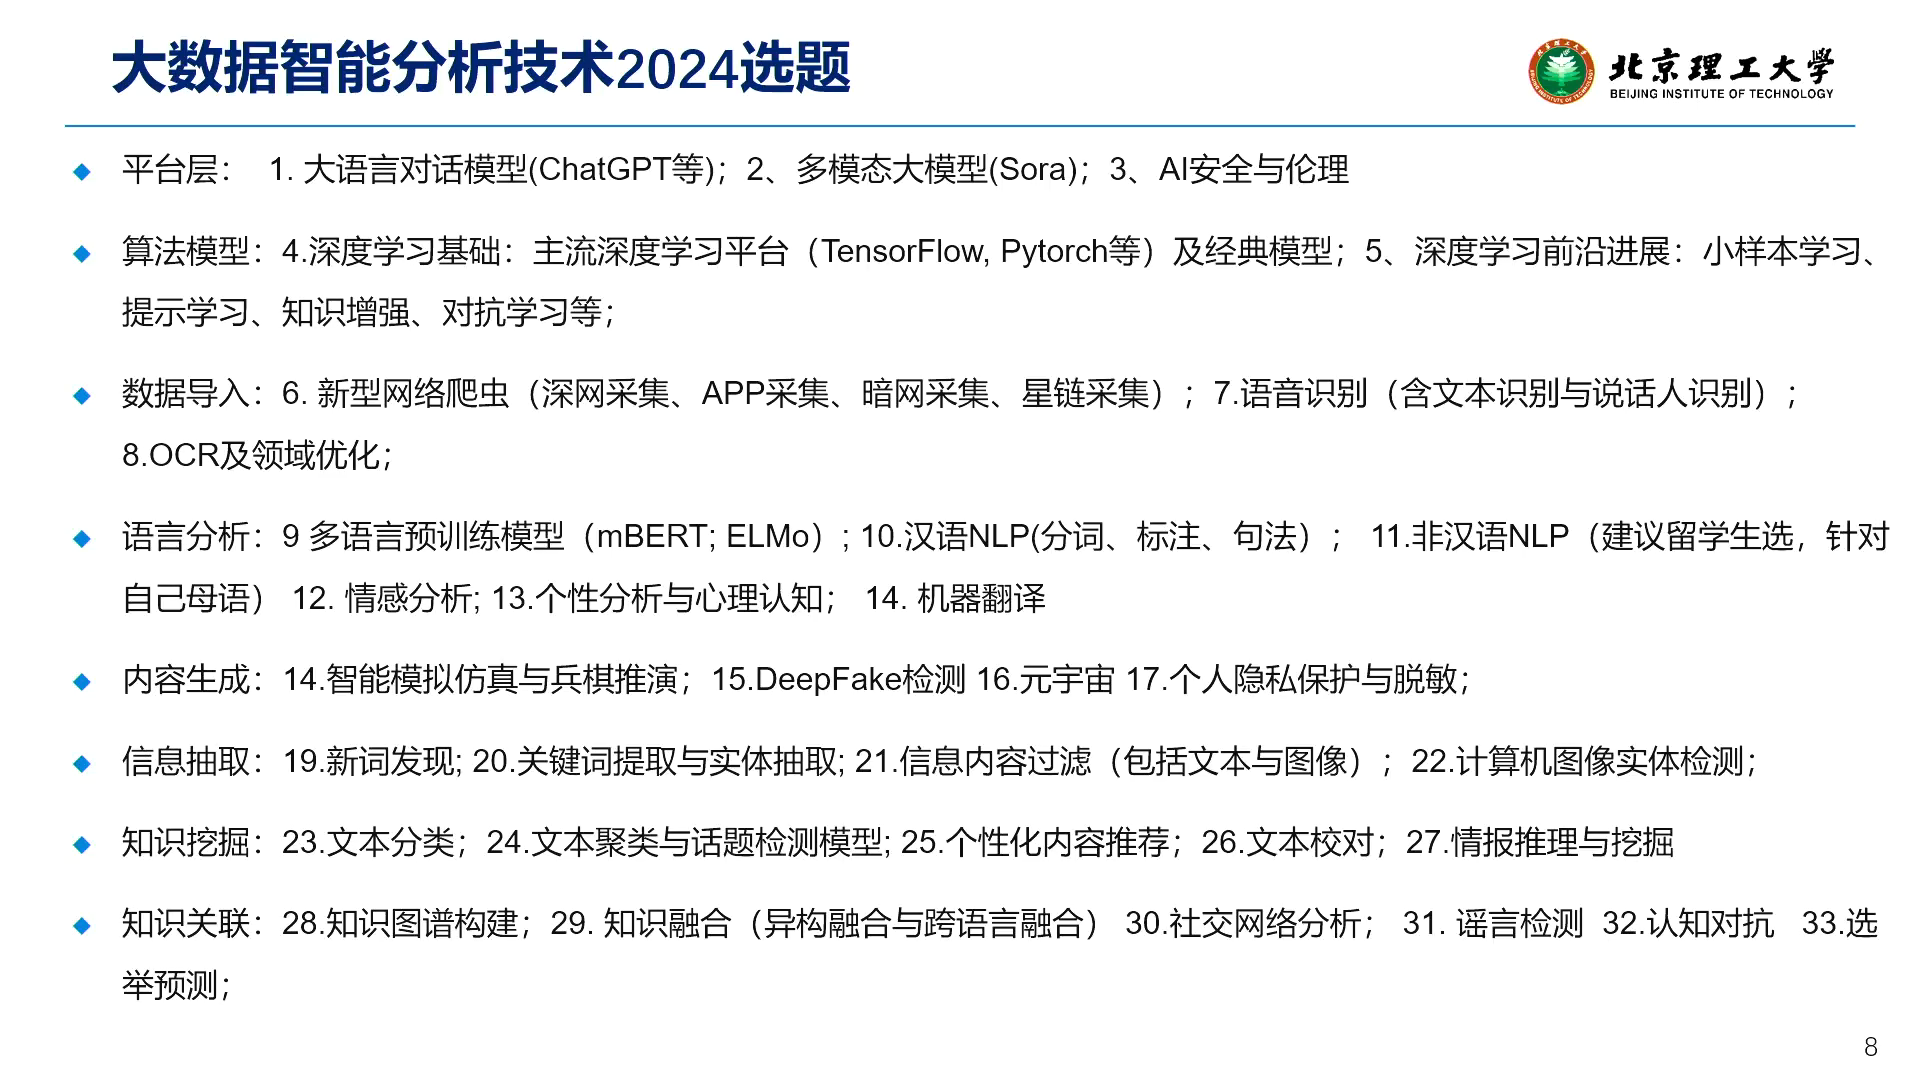 大数据智能分析技术2024选题
北京理工大学
BEIJING INSTITUTE OF TECHNOLOGY
平台层： 1. 大语言对话模型(ChatGPT等)；2、多模态大模型(Sora)；3、AI安全与伦理
算法模型：4.深度学习基础：主流深度学习平台（TensorFlow, Pytorch等）及经典模型；5、深度学习前沿进展：小样本学习、
提示学习、知识增强、对抗学习等；
数据导入：6. 新型网络爬虫（深网采集、APP采集、暗网采集、星链采集）；7.语音识别（含文本识别与说话人识别）；
8.OCR及领域优化；
语言分析：9 多语言预训练模型（mBERT; ELMo）; 10.汉语NLP(分词、标注、句法）； 11.非汉语NLP（建议留学生选，针对
自己母语） 12. 情感分析; 13.个性分析与心理认知； 14. 机器翻译
内容生成：14.智能模拟仿真与兵棋推演；15.DeepFake检测 16.元宇宙 17.个人隐私保护与脱敏；
信息抽取：19.新词发现; 20.关键词提取与实体抽取; 21.信息内容过滤（包括文本与图像）；22.计算机图像实体检测；
知识挖掘：23.文本分类；24.文本聚类与话题检测模型; 25.个性化内容推荐；26.文本校对；27.情报推理与挖掘
知识关联：28.知识图谱构建；29. 知识融合（异构融合与跨语言融合） 30.社交网络分析； 31. 谣言检测 32.认知对抗 33.选
举预测；
8